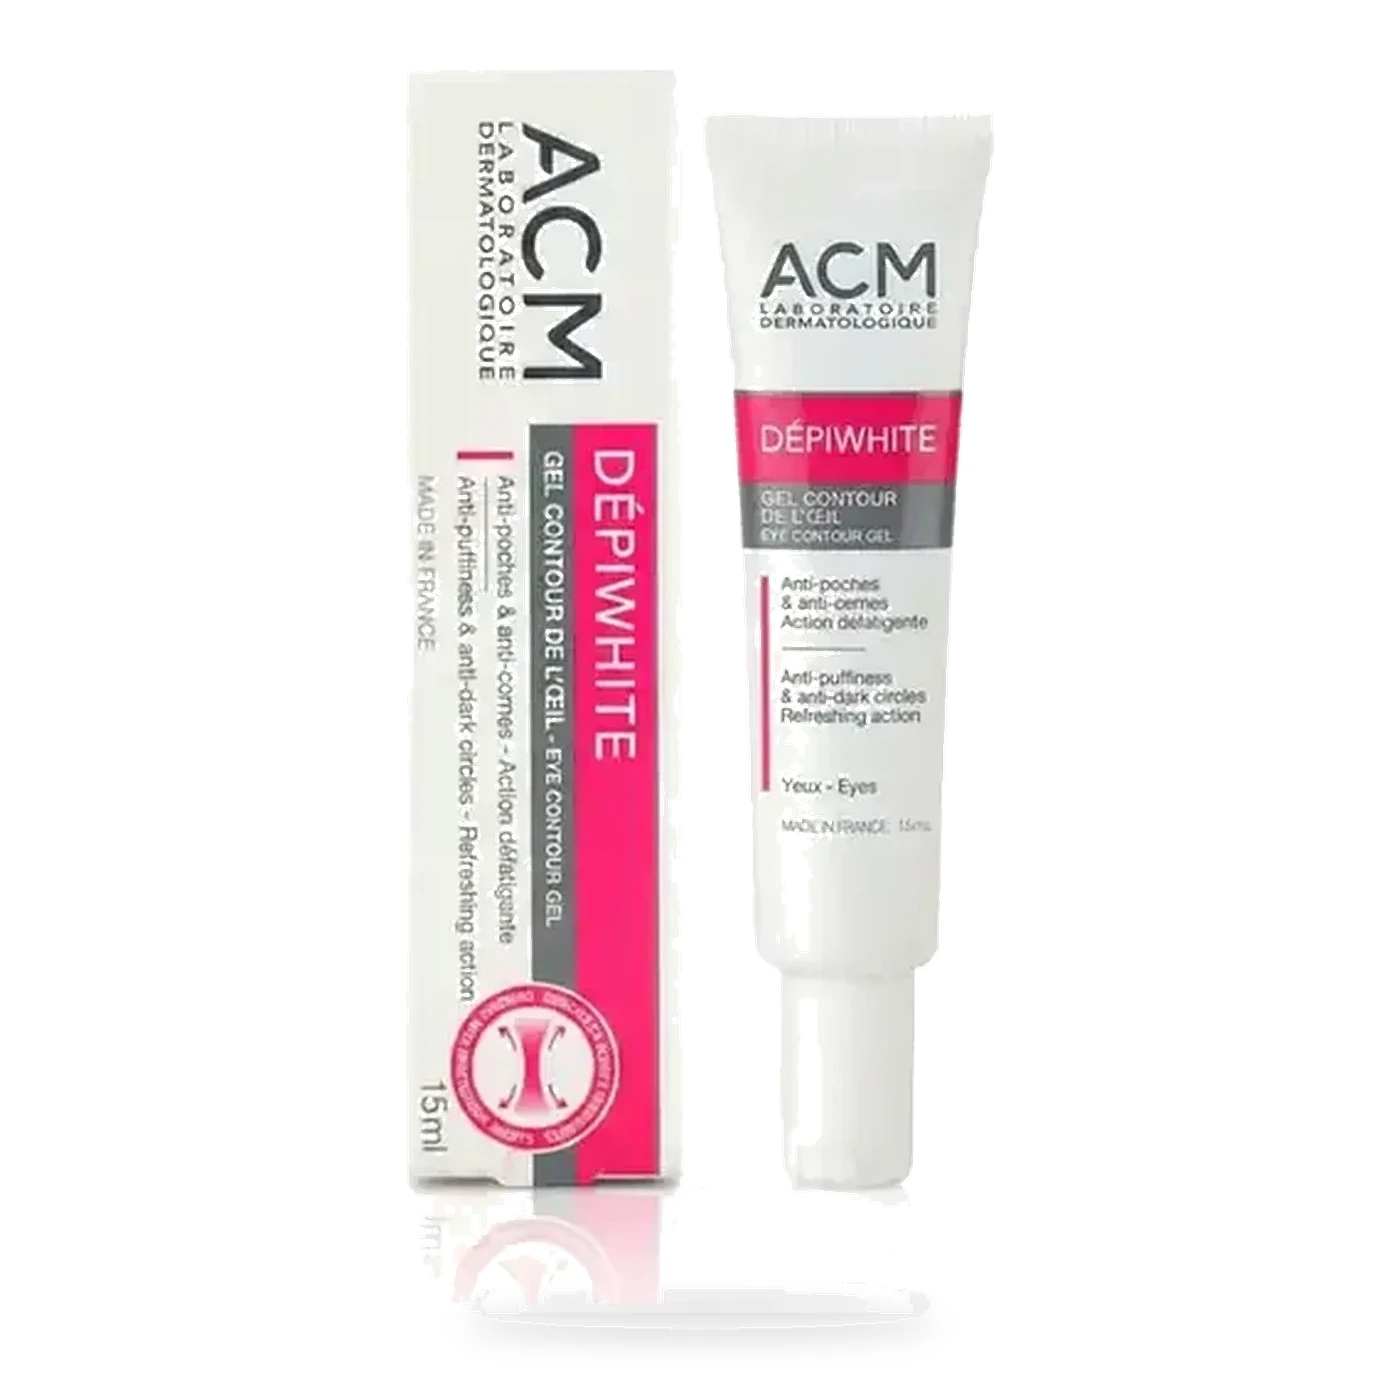 ACM
LABORATOIRE
DERMATOLOGIQUE
DÉPIWHITE
GEL CONTOUR DE L'ŒIL - EYE CONTOUR GEL
Anti-poches & anti-cernes - Action défatigante
Anti-puffiness & anti-dark circles - Refreshing action
MADE IN FRANCE
15ml
ACM
LABORATOIRE
DERMATOLOGIQUE
DÉPIWHITE
GEL CONTOUR
DE L'ŒIL
EYE CONTOUR GEL
Anti-poches
& anti-cernes
Action défatigante
Anti-puffiness
& anti-dark circles
Refreshing action
Yeux - Eyes
MADE IN FRANCE 15mL